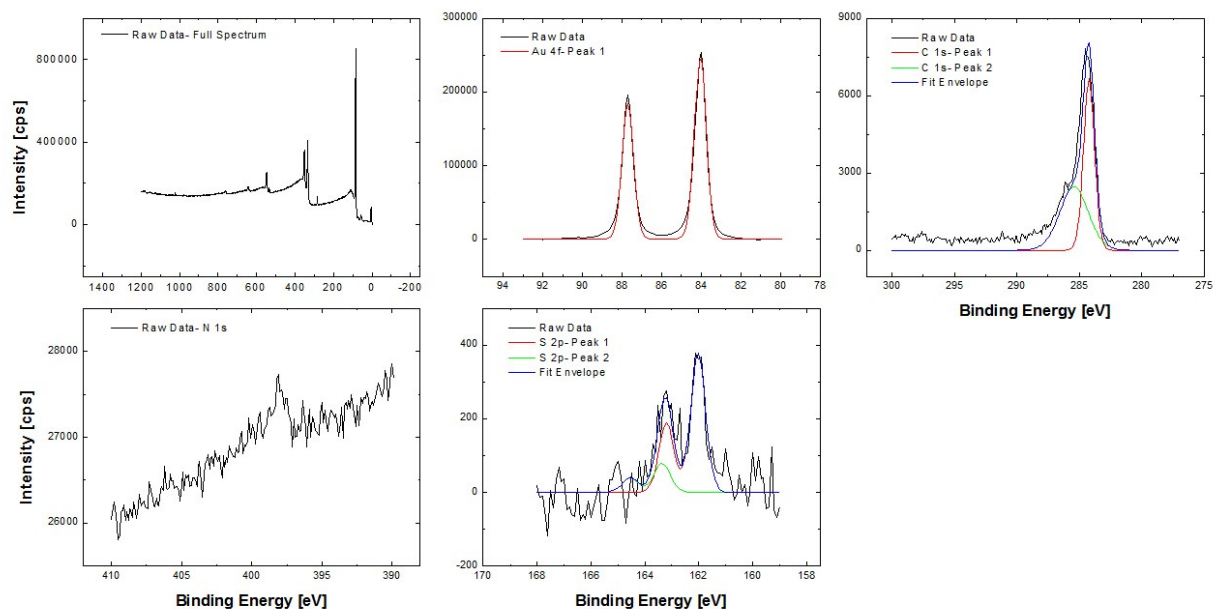 Raw Data- Full Spectrum
Intensity [cps]
800000
400000
0
1400 1200 1000 800 600 400 200 0 -200
Raw Data
Au 4f- Peak 1
300000
200000
100000
0
94 92 90 88 86 84 82 80 78
Raw Data
C 1s- Peak 1
C 1s- Peak 2
Fit Envelope
9000
6000
3000
0
300 295 290 285 280 275
Binding Energy [eV]
Raw Data- N 1s
Intensity [cps]
28000
27000
26000
410 405 400 395 390
Binding Energy [eV]
Raw Data
S 2p- Peak 1
S 2p- Peak 2
Fit Envelope
400
200
0
-200
170 168 166 164 162 160 158
Binding Energy [eV]